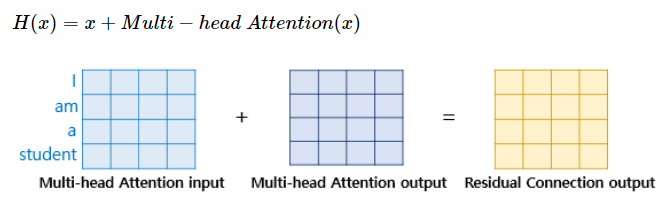 H(x) = x + Multi − head Attention(x)
I
am
a
student
+
=
Multi-head Attention input
Multi-head Attention output
Residual Connection output